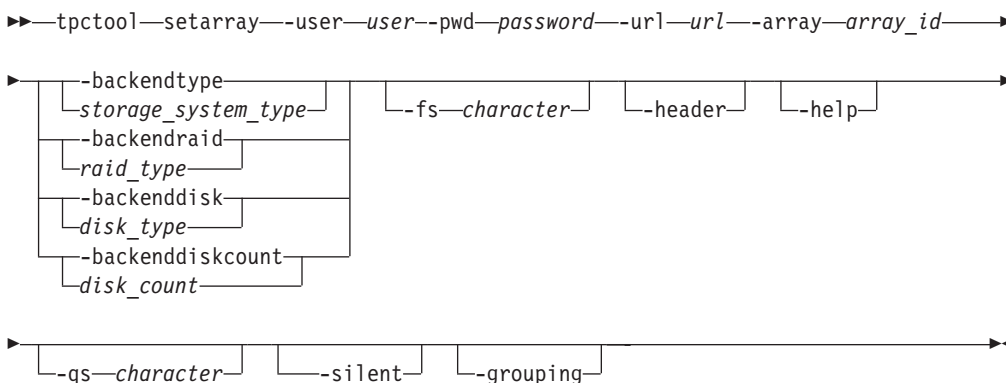 tpctool setarray -user user -pwd password -url url -array array_id
-backendtype
storage_system_type
-backendraid
raid_type
-backenddisk
disk_type
-backenddiskcount
disk_count
-fs character -header -help
-qs character -silent -grouping